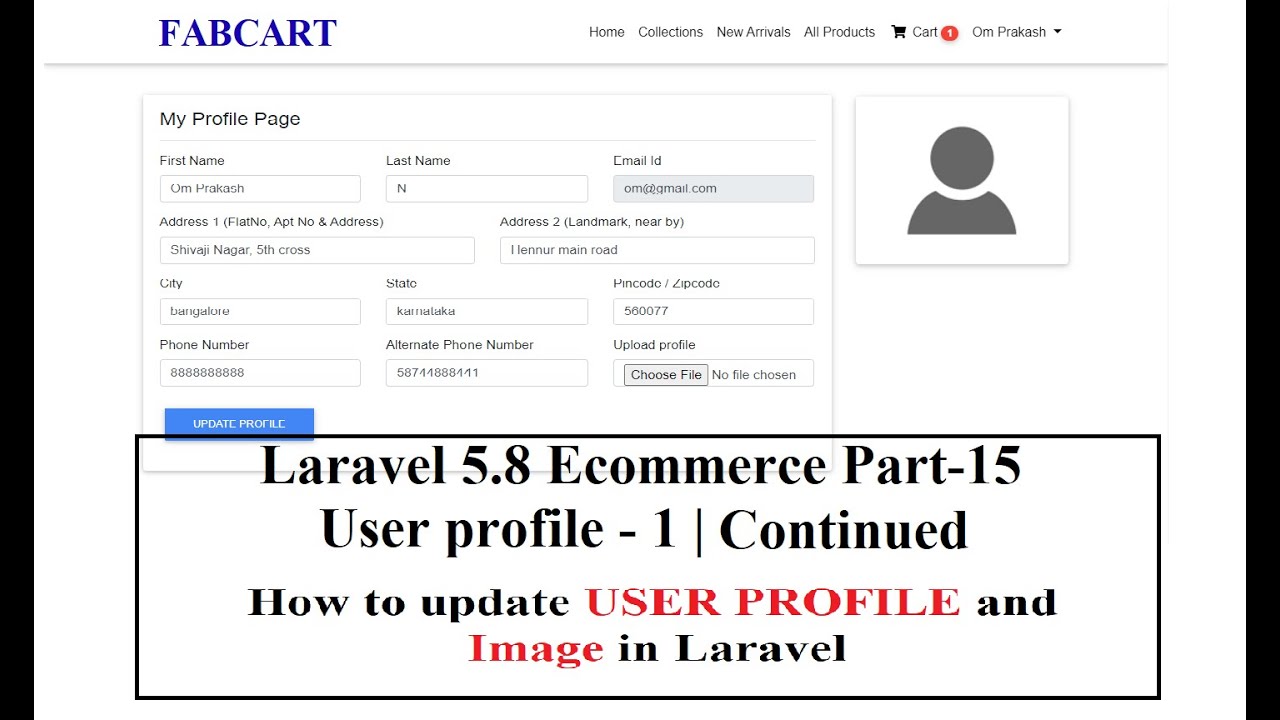 FABCART Home Collections New Arrivals All Products Cart 1 Om Prakash
My Profile Page
First Name Last Name Email Id
Om Prakash N om@gmail.com
Address 1 (FlatNo, Apt No & Address) Address 2 (Landmark, near by)
Shivaji Nagar, 5th cross Hennur main road
City State Pincode / Zipcode
bangalore karnataka 560077
Phone Number Alternate Phone Number Upload profile
8888888888 58744888441 Choose File No file chosen
UPDATE PROFILE
Laravel 5.8 Ecommerce Part-15
User profile - 1 | Continued
How to update USER PROFILE and
Image in Laravel